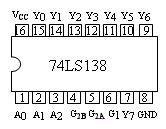 Vcc Y0 Y1 Y2 Y3 Y4 Y5 Y6
16 15 14 13 12 11 10 9
74LS138
1 2 3 4 5 6 7 8
A0 A1 A2 G2B G2A G1 Y7 GND